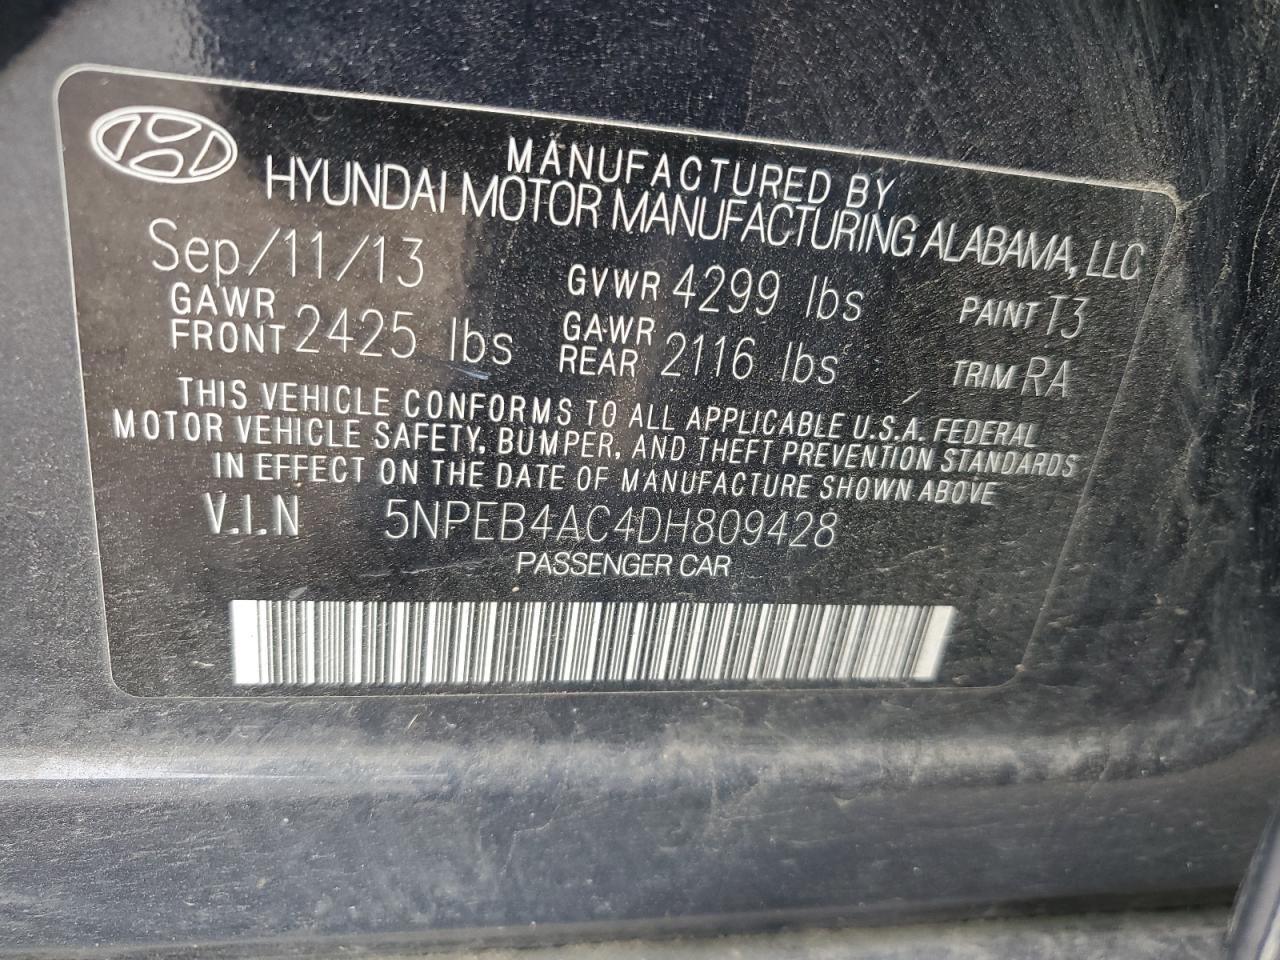 MANUFACTURED BY
HYUNDAI MOTOR MANUFACTURING ALABAMA, LLC
Sep/11/13 GVWR 4299 lbs PAINT T3
GAWR FRONT 2425 lbs GAWR REAR 2116 lbs TRIM RA
THIS VEHICLE CONFORMS TO ALL APPLICABLE U.S.A. FEDERAL
MOTOR VEHICLE SAFETY, BUMPER, AND THEFT PREVENTION STANDARDS
IN EFFECT ON THE DATE OF MANUFACTURE SHOWN ABOVE
V.I.N 5NPEB4AC4DH809428
PASSENGER CAR